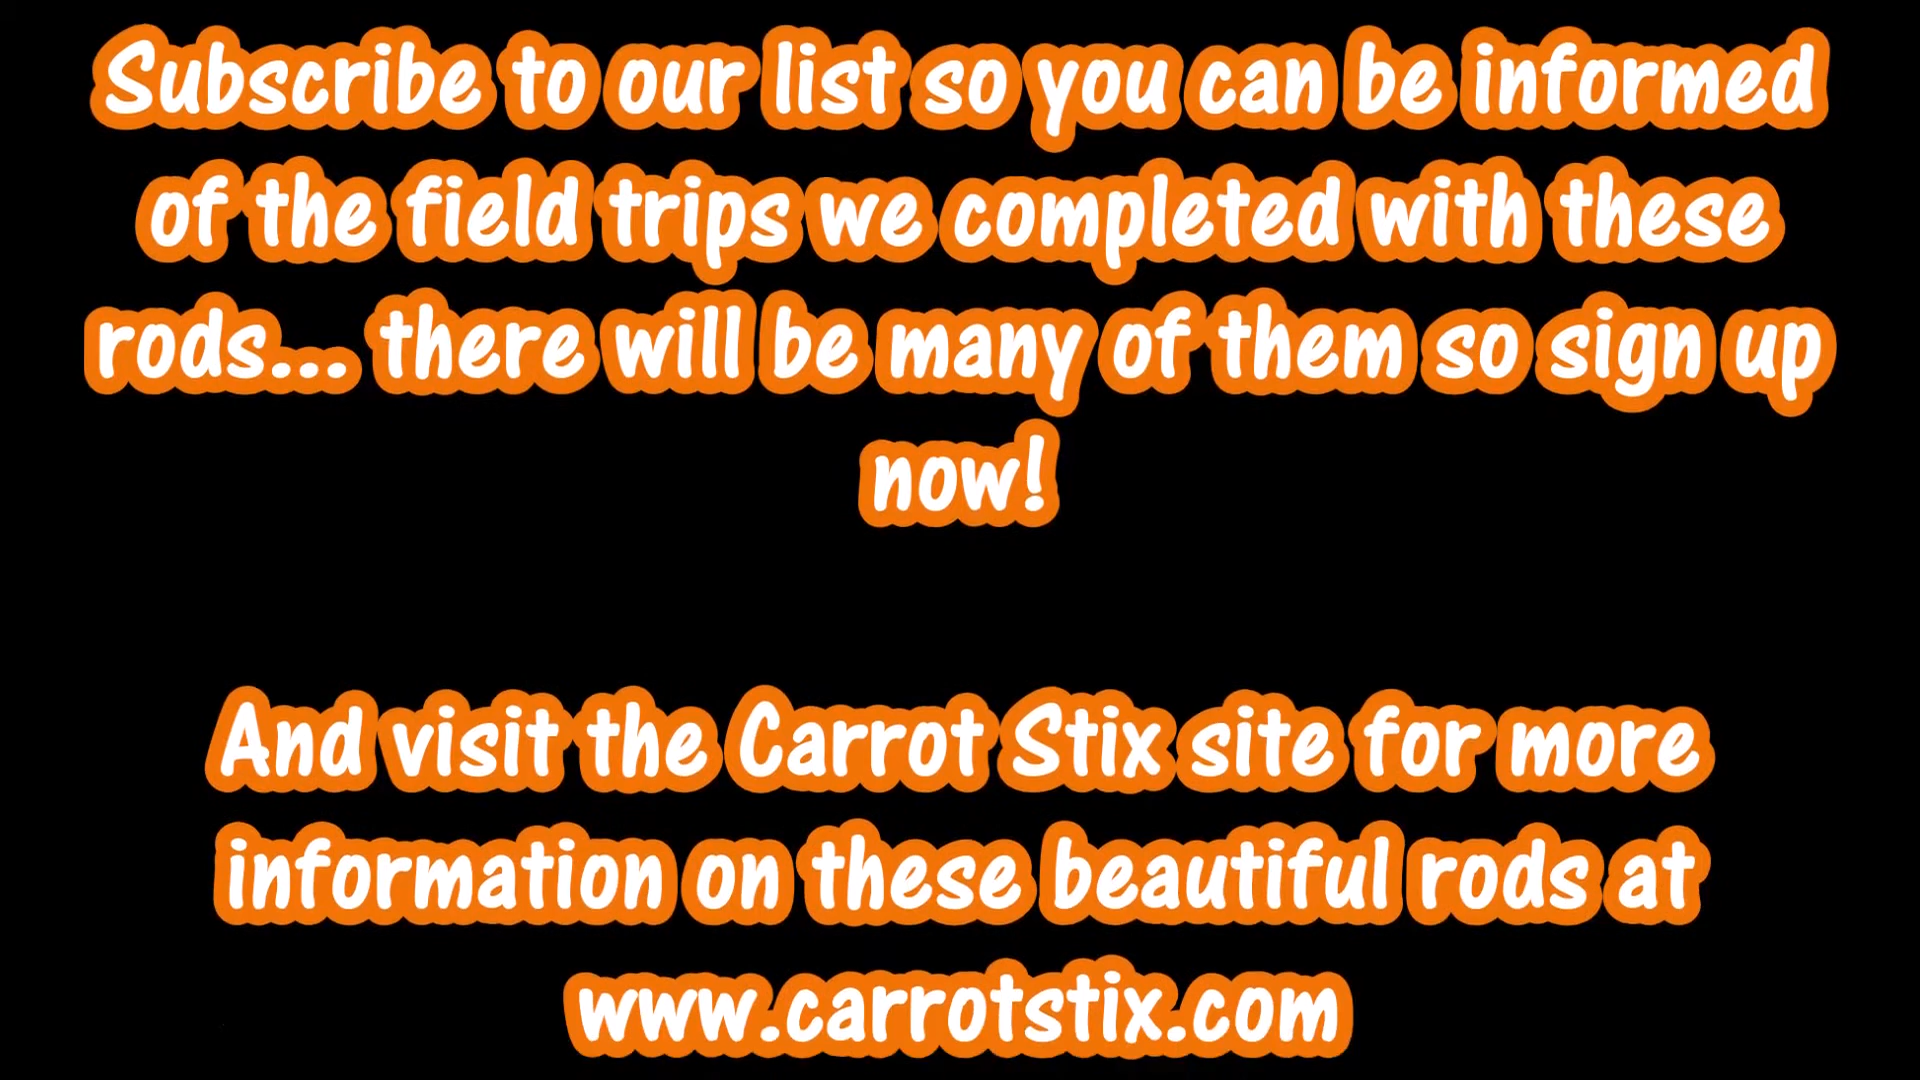 Subscribe to our list so you can be informed
of the field trips we completed with these
rods... there will be many of them so sign up
now!
And visit the Carrot Stix site for more
information on these beautiful rods at
www.carrotstix.com